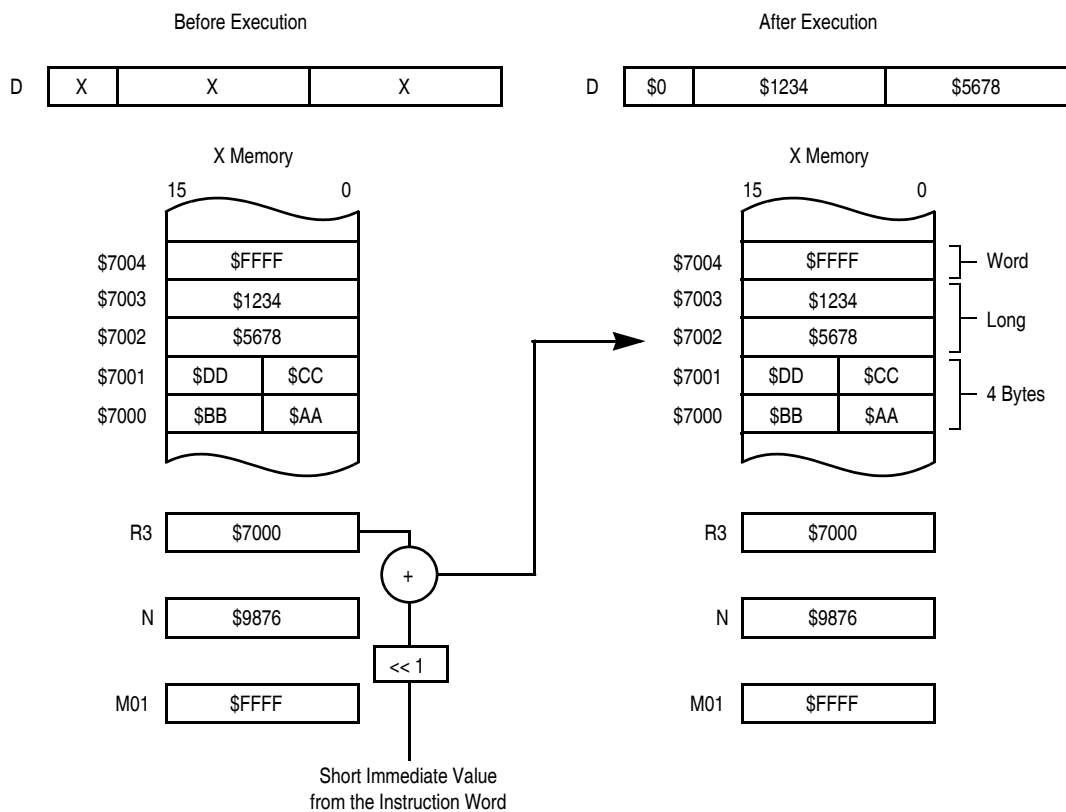 Before Execution
After Execution
D X X X
D $0 $1234 $5678
X Memory
15 0
$7004 $FFFF
$7003 $1234
$7002 $5678
$7001 $DD $CC
$7000 $BB $AA
X Memory
15 0
$7004 $FFFF Word
$7003 $1234
Long
$7002 $5678
$7001 $DD $CC
4 Bytes
$7000 $BB $AA
R3 $7000
+
N $9876
<< 1
M01 $FFFF
Short Immediate Value
from the Instruction Word
R3 $7000
N $9876
M01 $FFFF